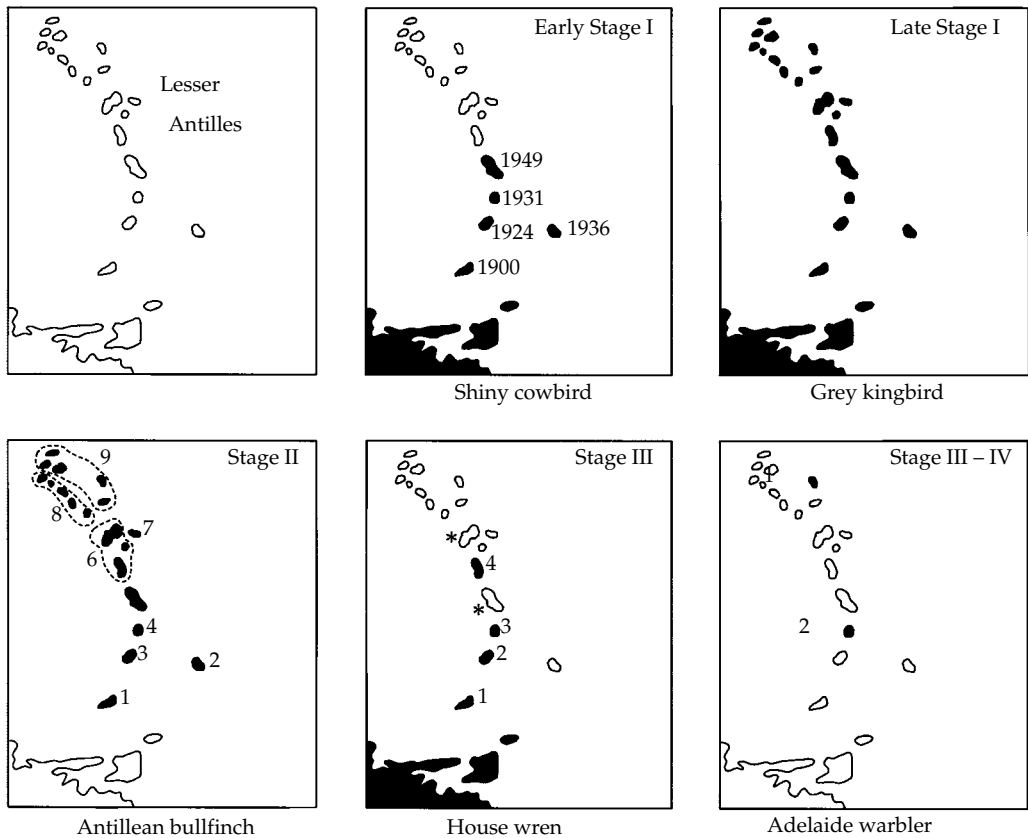 Lesser
Antilles
Early Stage I
1949
1931
1924
1936
1900
Shiny cowbird
Late Stage I
Grey kingbird
Stage II
9
8
7
6
4
3
2
1
Antillean bullfinch
Stage III
*
4
*
3
2
1
House wren
Stage III – IV
1
2
Adelaide warbler